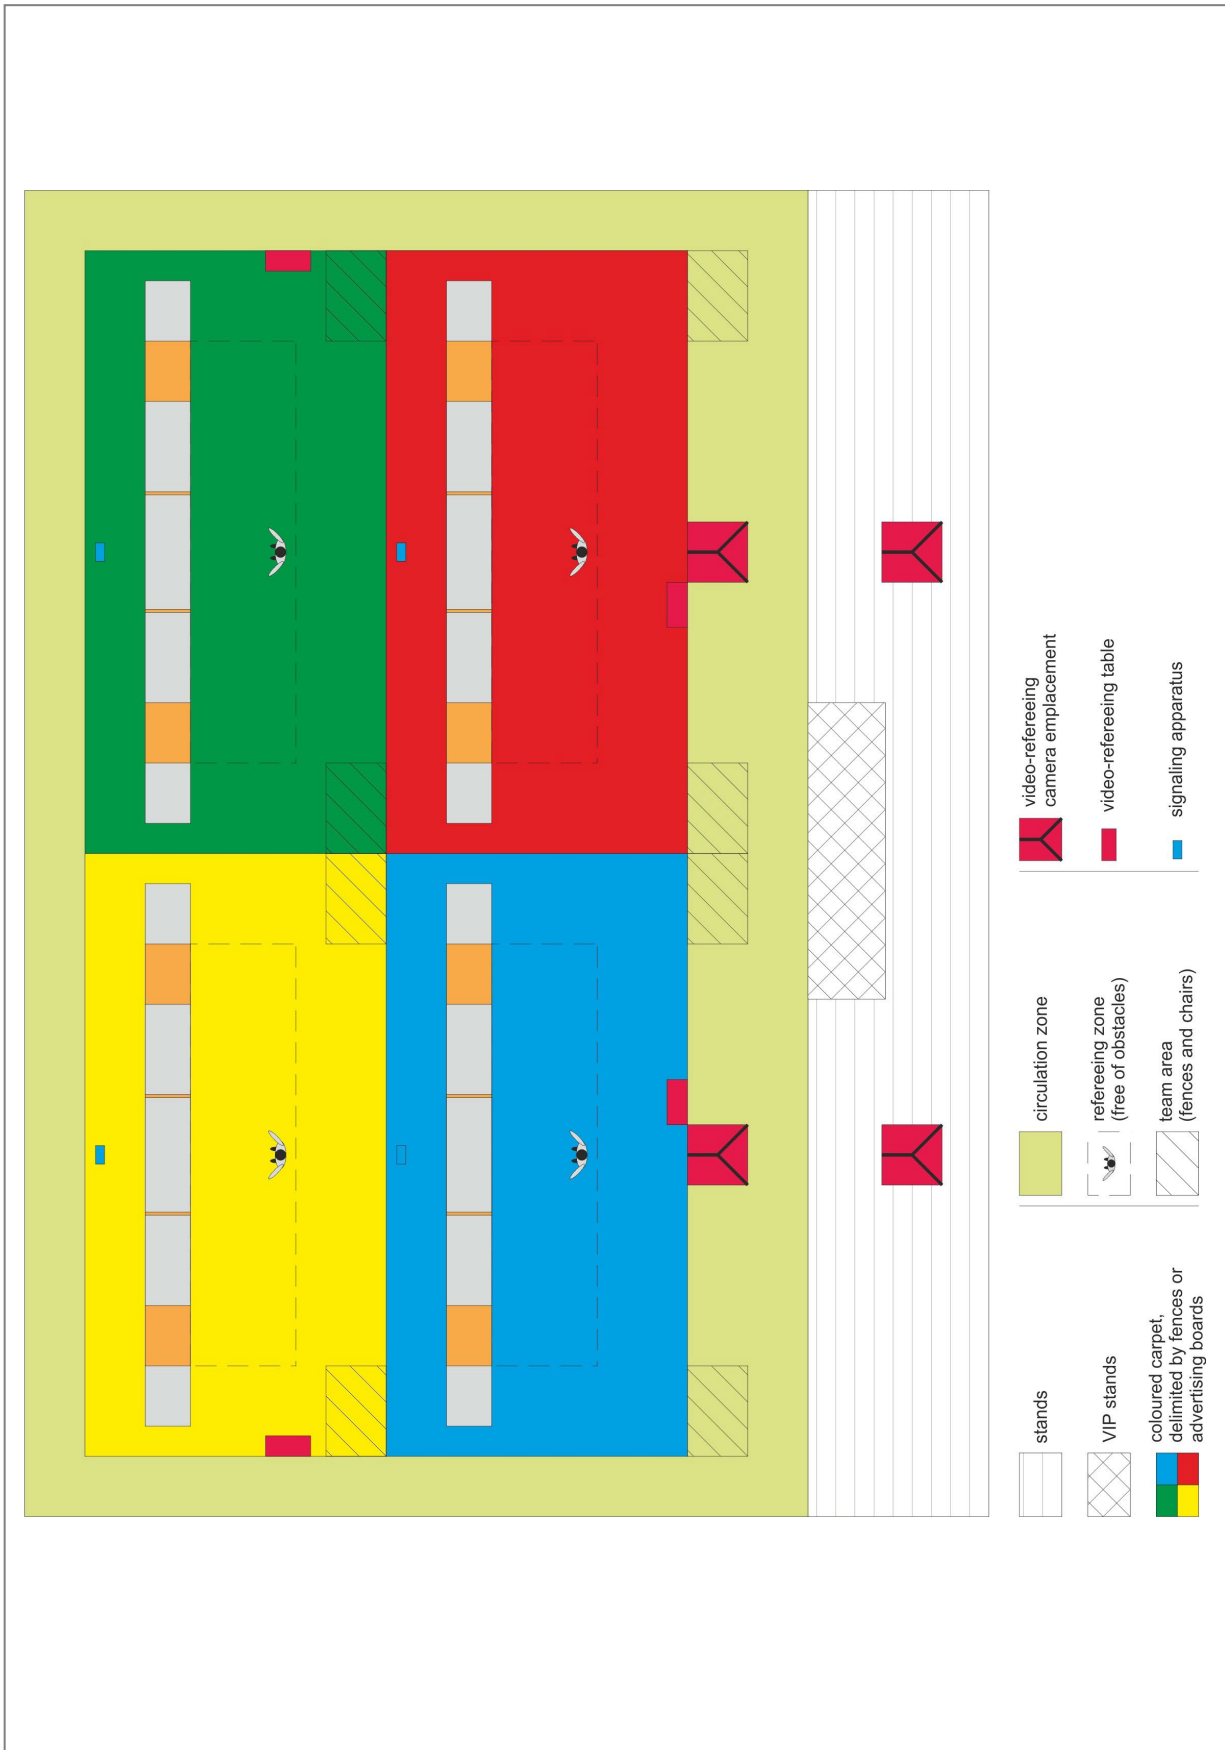 stands
VIP stands
coloured carpet,
delimited by fences or
advertising boards
circulation zone
refereeing zone
(free of obstacles)
team area
(fences and chairs)
video-refereeing
camera emplacement
video-refereeing table
signaling apparatus